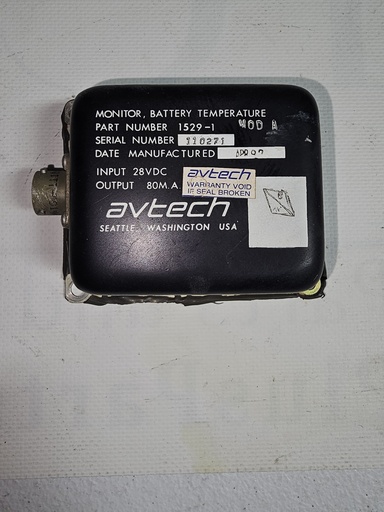 MONITOR, BATTERY TEMPERATURE
PART NUMBER 1529-1 MOD A
SERIAL NUMBER
DATE MANUFACTURED
INPUT 28VDC
OUTPUT 80M.A.
avtech
WARRANTY VOID
IF SEAL BROKEN
avtech
SEATTLE, WASHINGTON USA